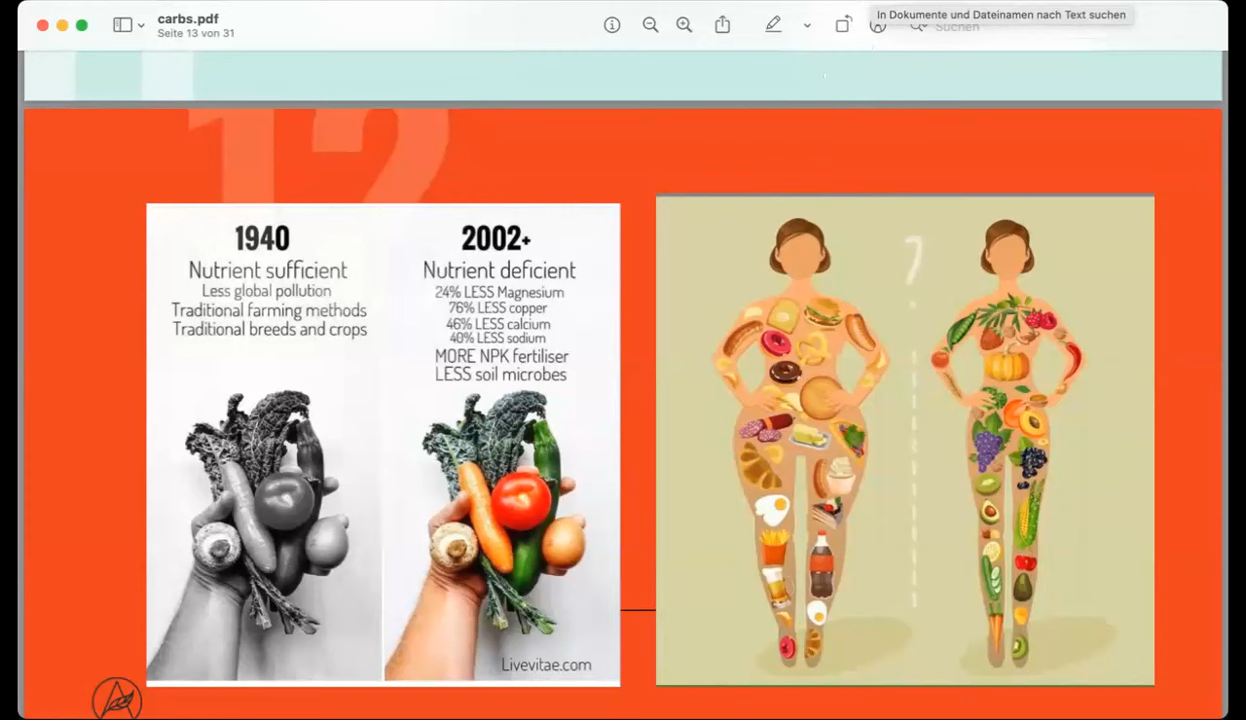 carbs.pdf
Seite 13 von 31
In Dokumente und Dateinamen nach Text suchen
Suchen
12
1940
Nutrient sufficient
Less global pollution
Traditional farming methods
Traditional breeds and crops
2002+
Nutrient deficient
24% LESS Magnesium
76% LESS copper
46% LESS calcium
40% LESS sodium
MORE NPK fertiliser
LESS soil microbes
Livevitae.com